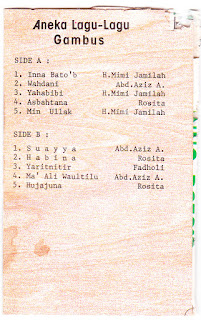 Aneka Lagu-Lagu
Gambus
SIDE A :
1. Inna Bato'b H.Mimi Jamilah
2. Wahdani Abd.Aziz A.
3. Yahabibi H.Mimi Jamilah
4. Asbahtana Rosita
5. Min Ullak H.Mimi Jamilah
SIDE B :
1. S u a y y a Abd.Aziz A.
2. H a b i n a Rosita
3. Yaritnitir Fadholi
4. Ma' Ali Waultilu Abd.Aziz A.
5. Hujajuna Rosita